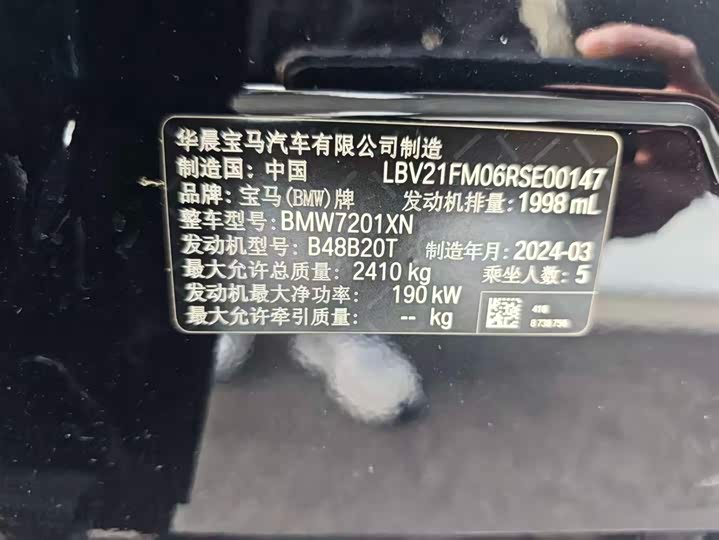 华晨宝马汽车有限公司制造
制造国：中国 LBV21FM06RSE00147
品牌：宝马(BMW)牌 发动机排量：1998 mL
整车型号：BMW7201XN
发动机型号：B48B20T 制造年月：2024-03
最大允许总质量：2410 kg 乘坐人数：5
发动机最大净功率：190 kW
最大允许牵引质量：-- kg